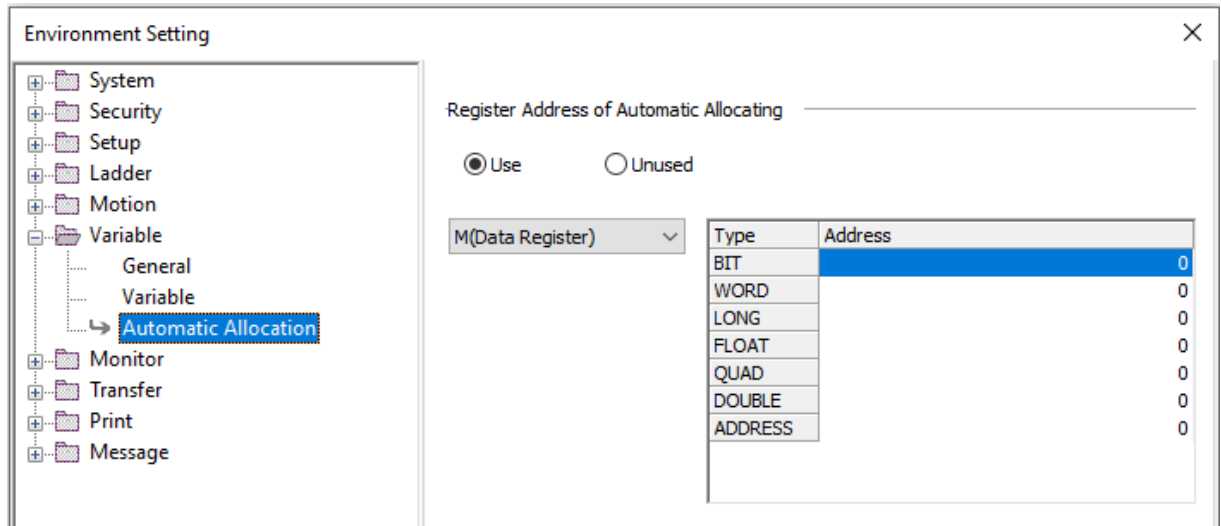 Environment Setting
System
Security
Setup
Ladder
Motion
Variable
General
Variable
Automatic Allocation
Monitor
Transfer
Print
Message
Register Address of Automatic Allocating
Use Unused
M(Data Register)
Type Address
BIT 0
WORD 0
LONG 0
FLOAT 0
QUAD 0
DOUBLE 0
ADDRESS 0